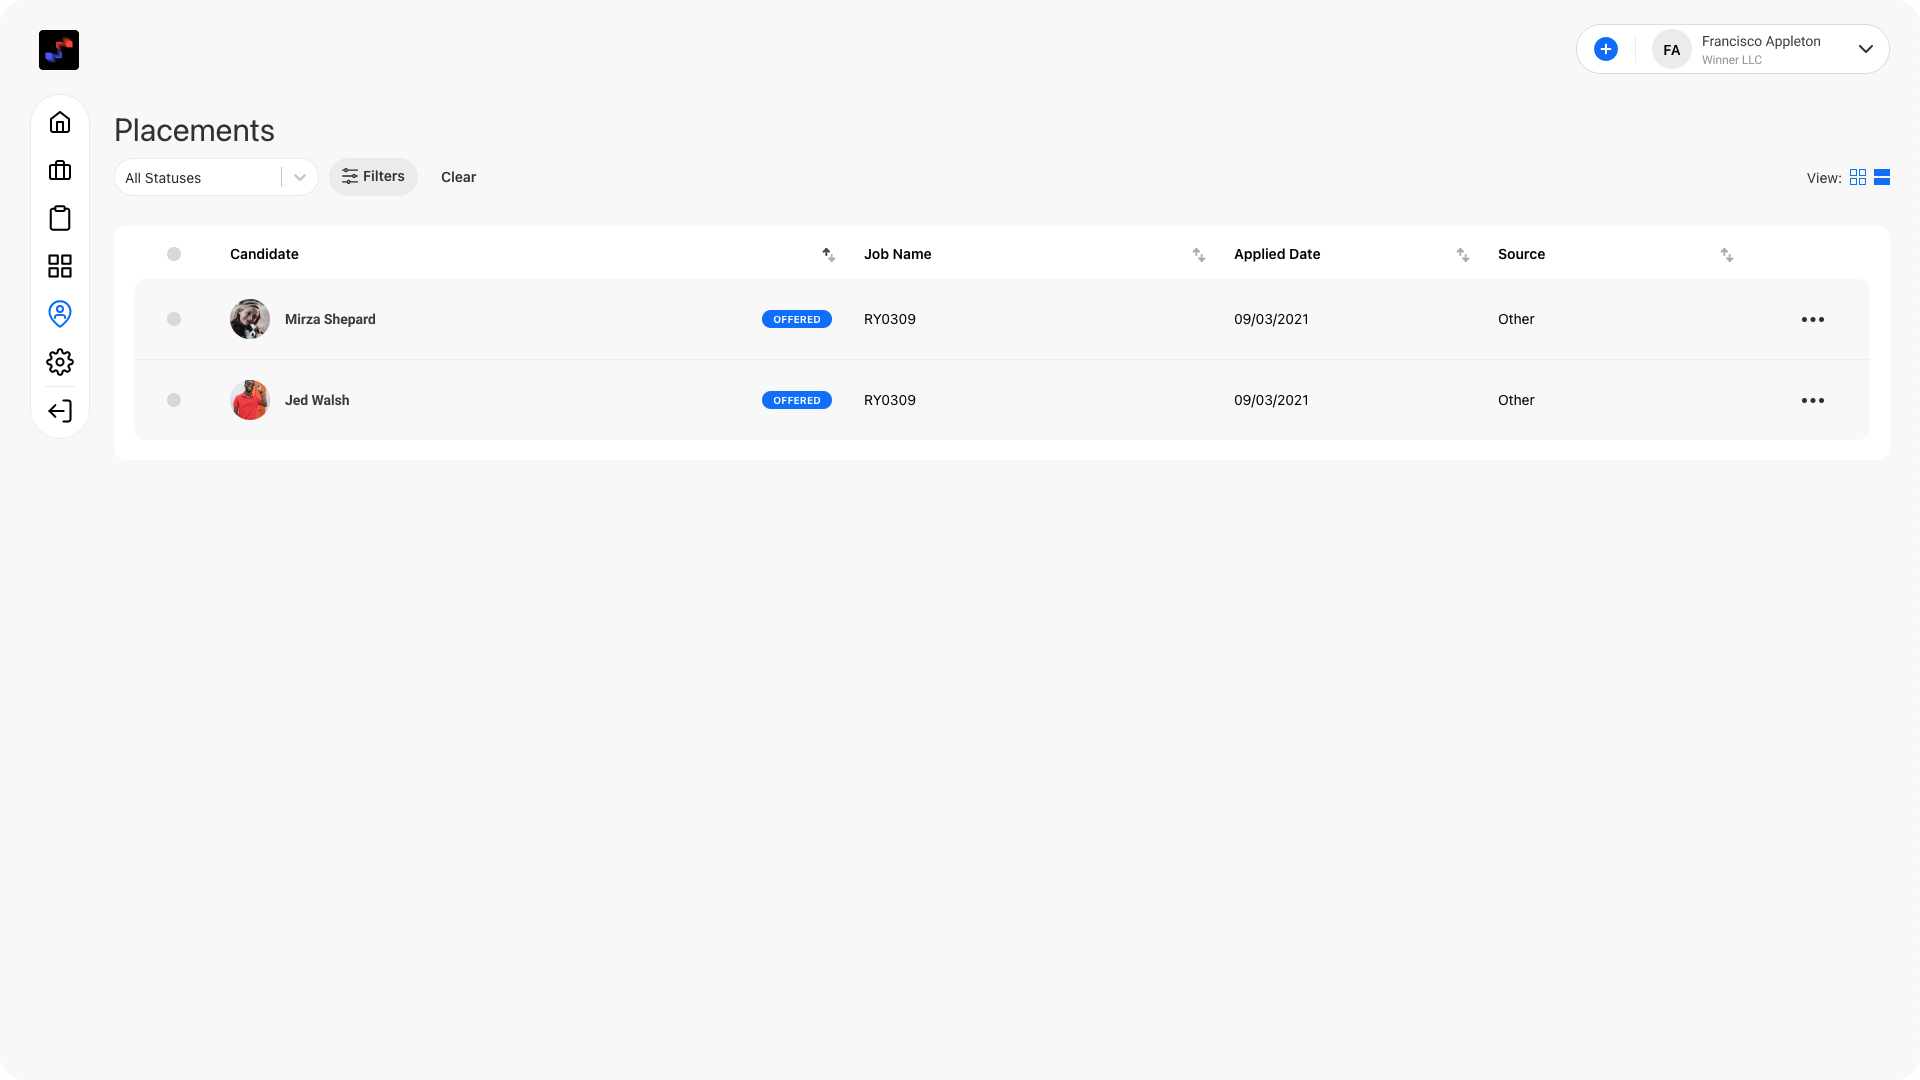 FA
Francisco Appleton
Winner LLC
Placements
All Statuses
Filters
Clear
View:
Candidate Job Name Applied Date Source
Mirza Shepard OFFERED RY0309 09/03/2021 Other
Jed Walsh OFFERED RY0309 09/03/2021 Other